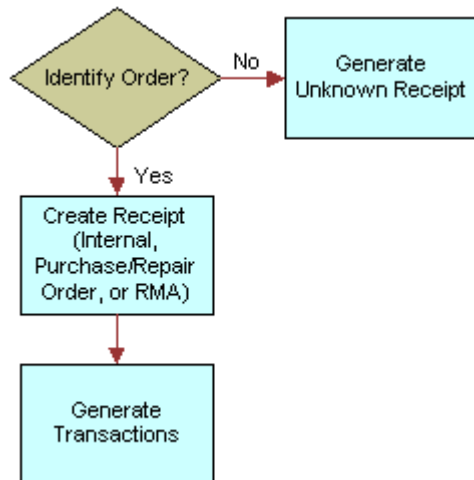 Identify Order?
No
Generate
Unknown Receipt
Yes
Create Receipt
(Internal,
Purchase/Repair
Order, or RMA)
Generate
Transactions